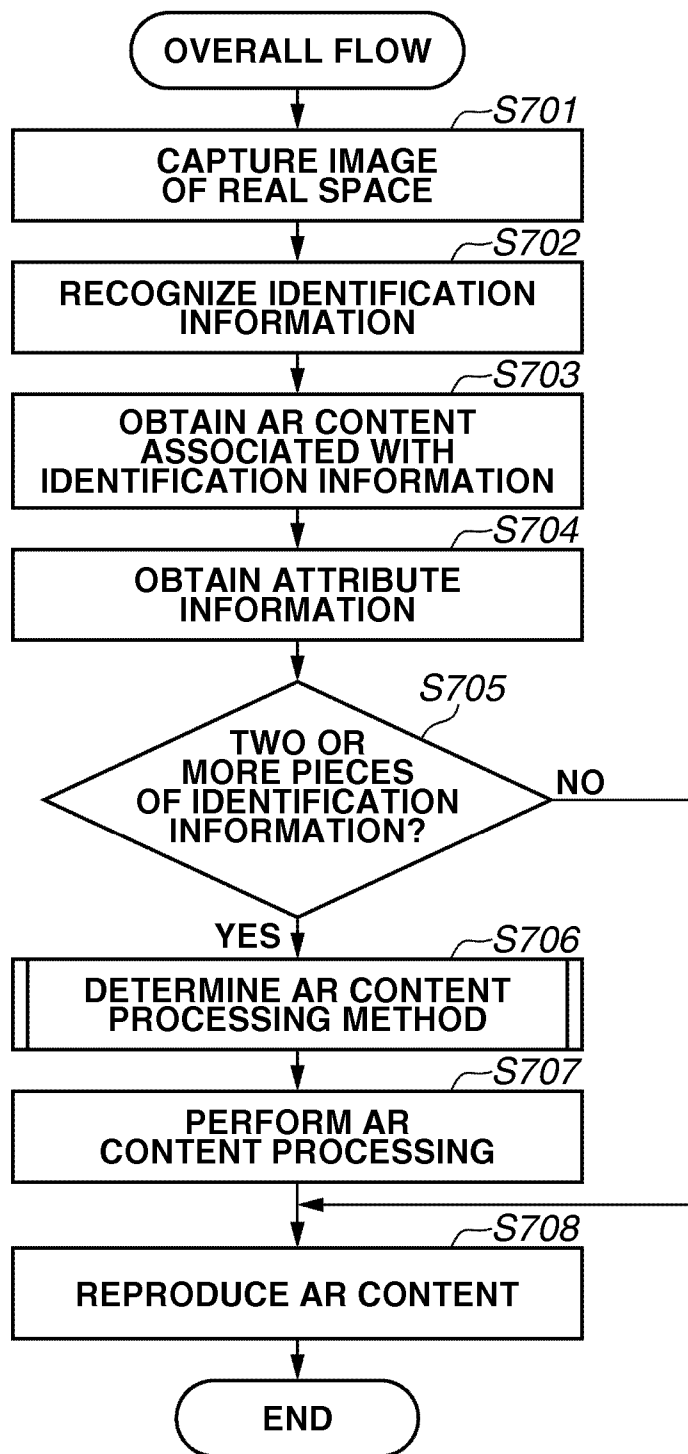 OVERALL FLOW
S701
CAPTURE IMAGE
OF REAL SPACE
S702
RECOGNIZE IDENTIFICATION
INFORMATION
S703
OBTAIN AR CONTENT
ASSOCIATED WITH
IDENTIFICATION INFORMATION
S704
OBTAIN ATTRIBUTE
INFORMATION
S705
TWO OR
MORE PIECES
OF IDENTIFICATION
INFORMATION?
NO
YES
S706
DETERMINE AR CONTENT
PROCESSING METHOD
S707
PERFORM AR
CONTENT PROCESSING
S708
REPRODUCE AR CONTENT
END